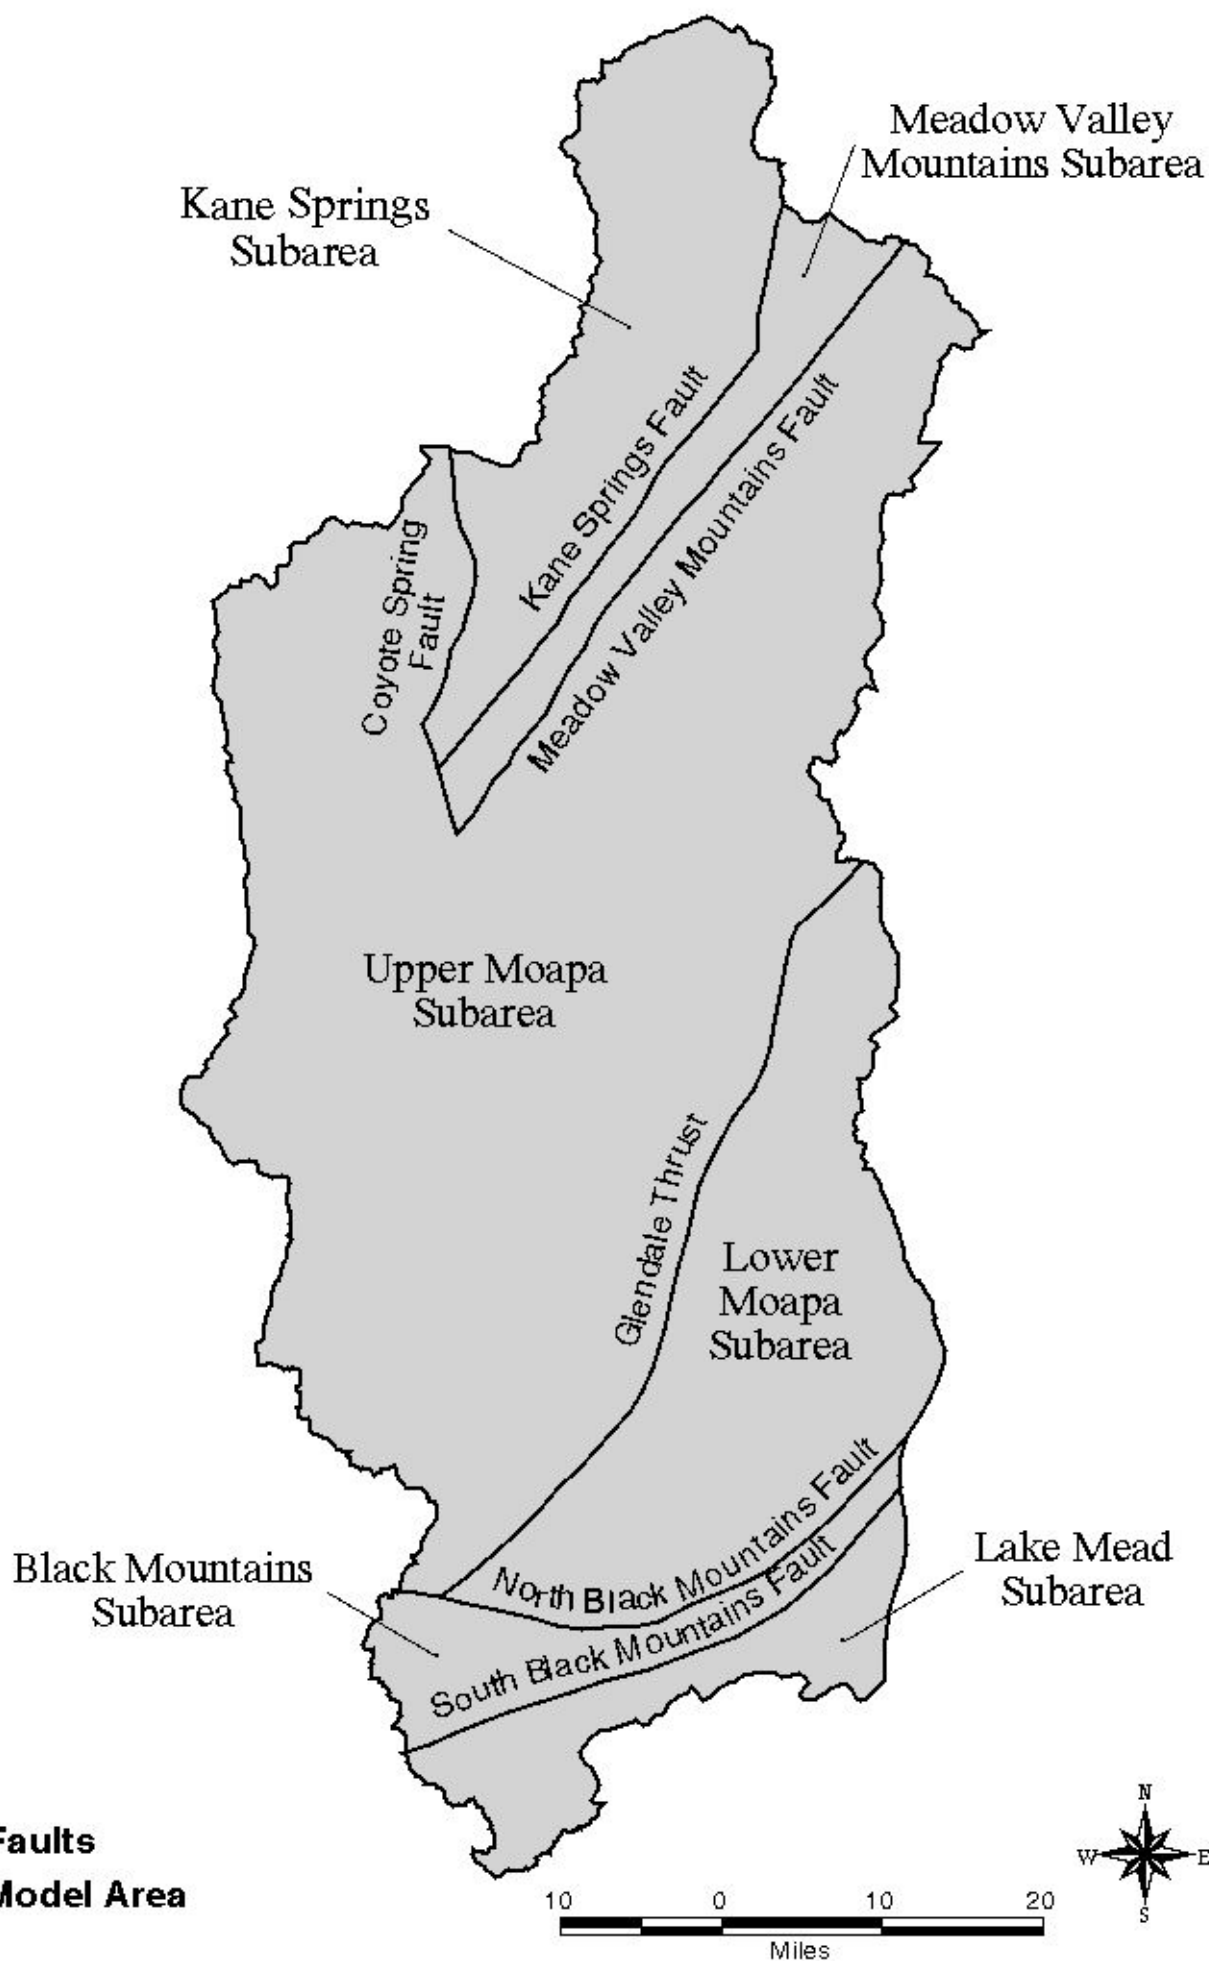 Meadow Valley
Mountains Subarea
Kane Springs
Subarea
Kane Springs Fault
Meadow Valley Mountains Fault
Coyote Spring
Fault
Upper Moapa
Subarea
Glendale Thrust
Lower
Moapa
Subarea
North Black Mountains Fault
South Black Mountains Fault
Black Mountains
Subarea
Lake Mead
Subarea
Faults
Model Area
N
W E
S
10 0 10 20
Miles